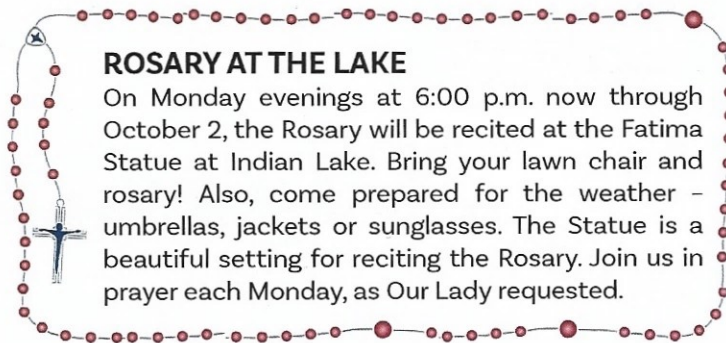 ROSARY AT THE LAKE
On Monday evenings at 6:00 p.m. now through
October 2, the Rosary will be recited at the Fatima
Statue at Indian Lake. Bring your lawn chair and
rosary! Also, come prepared for the weather –
umbrellas, jackets or sunglasses. The Statue is a
beautiful setting for reciting the Rosary. Join us in
prayer each Monday, as Our Lady requested.